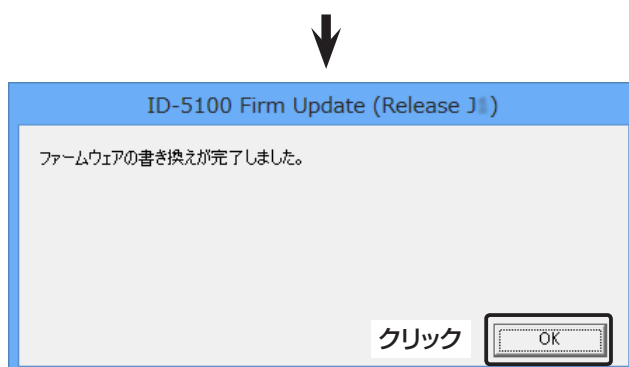 ID-5100 Firm Update (Release J )
ファームウェアの書き換えが完了しました。
クリック
OK